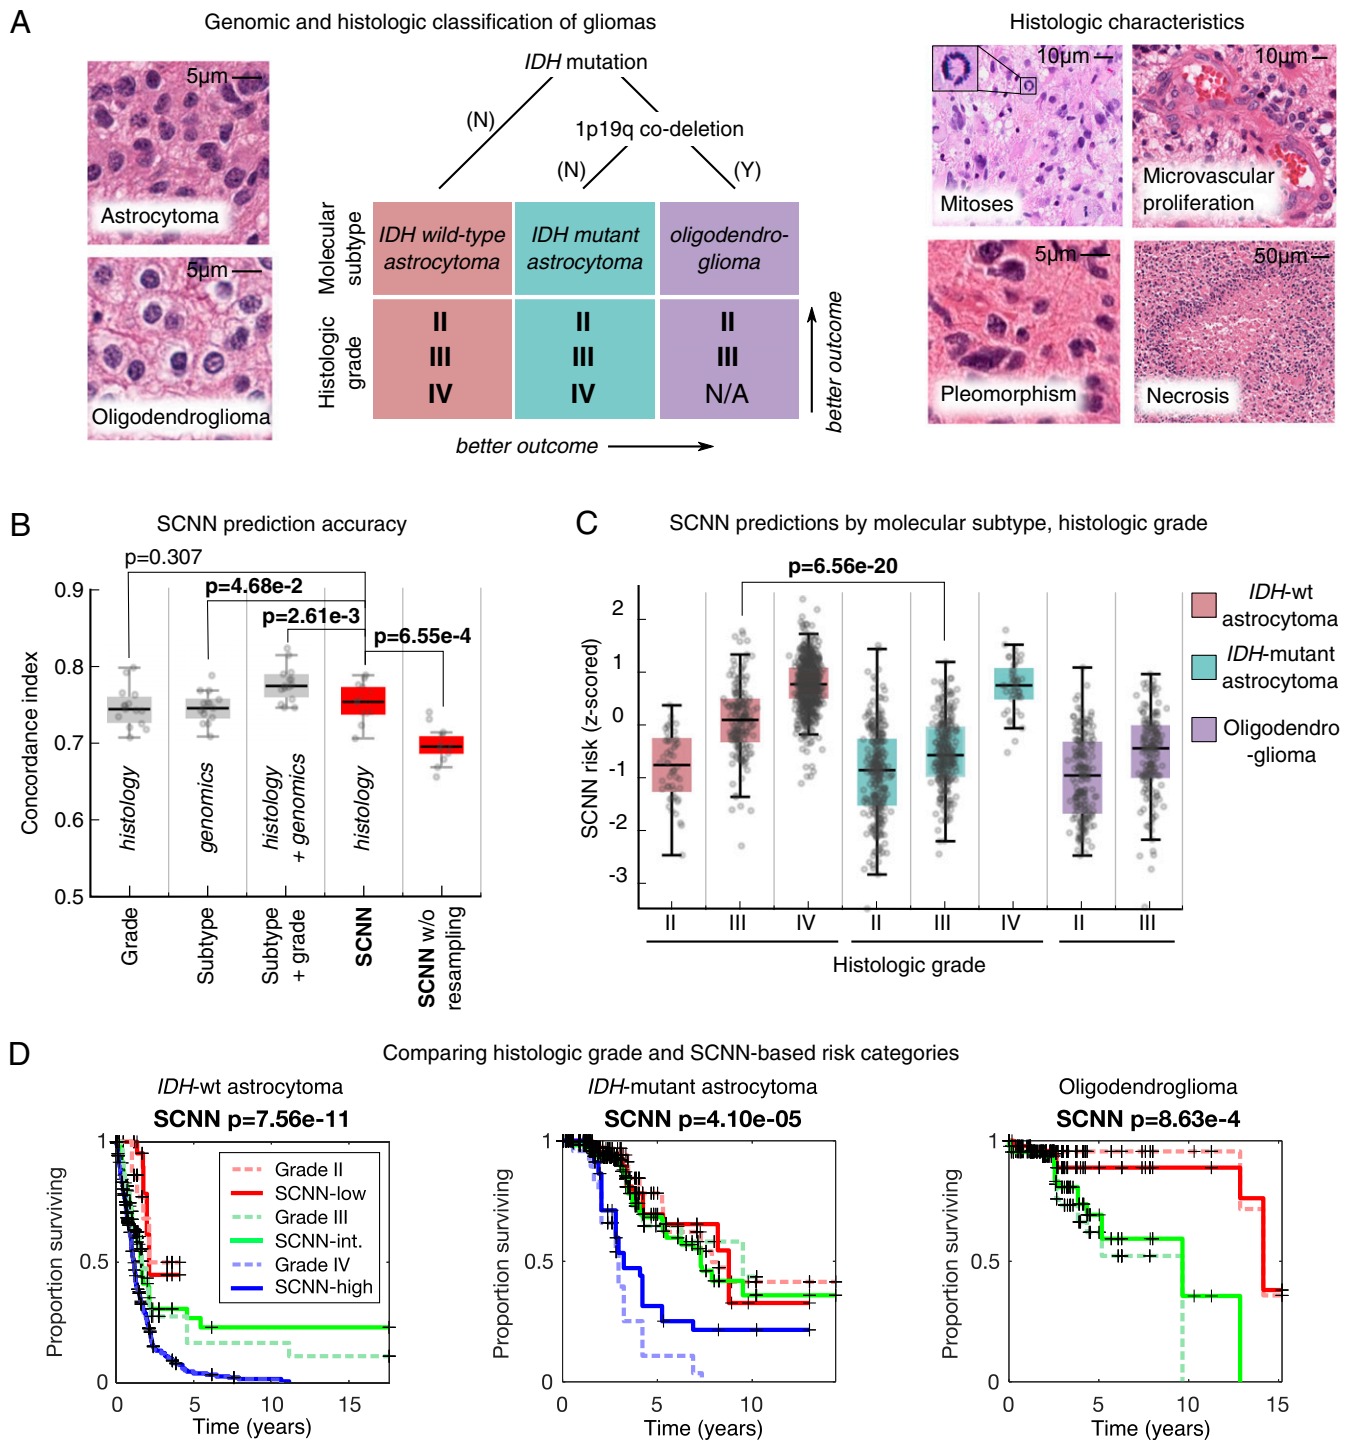 A
Genomic and histologic classification of gliomas
Histologic characteristics
5µm
Astrocytoma
5µm
Oligodendroglioma
IDH mutation
(N)
1p19q co-deletion
(N)
(Y)
Molecular
subtype
IDH wild-type
astrocytoma
IDH mutant
astrocytoma
oligodendro-
glioma
Histologic
grade
II
III
IV
II
III
IV
II
III
N/A
better outcome
better outcome
10µm
Mitoses
10µm
Microvascular
proliferation
5µm
Pleomorphism
50µm
Necrosis
B
SCNN prediction accuracy
p=0.307
p=4.68e-2
p=2.61e-3
p=6.55e-4
Concordance index
0.9
0.8
0.7
0.6
0.5
histology
genomics
histology
+ genomics
histology
Grade
Subtype
Subtype
+ grade
SCNN
SCNN w/o
resampling
C
SCNN predictions by molecular subtype, histologic grade
p=6.56e-20
SCNN risk (z-scored)
2
1
0
-1
-2
-3
II
III
IV
II
III
IV
II
III
Histologic grade
IDH-wt
astrocytoma
IDH-mutant
astrocytoma
Oligodendro
-glioma
D
Comparing histologic grade and SCNN-based risk categories
IDH-wt astrocytoma
SCNN p=7.56e-11
Proportion surviving
1
0.5
0
0
5
10
15
Time (years)
Grade II
SCNN-low
Grade III
SCNN-int.
Grade IV
SCNN-high
IDH-mutant astrocytoma
SCNN p=4.10e-05
Proportion surviving
1
0.5
0
0
5
10
Time (years)
Oligodendroglioma
SCNN p=8.63e-4
Proportion surviving
1
0.5
0
0
5
10
15
Time (years)